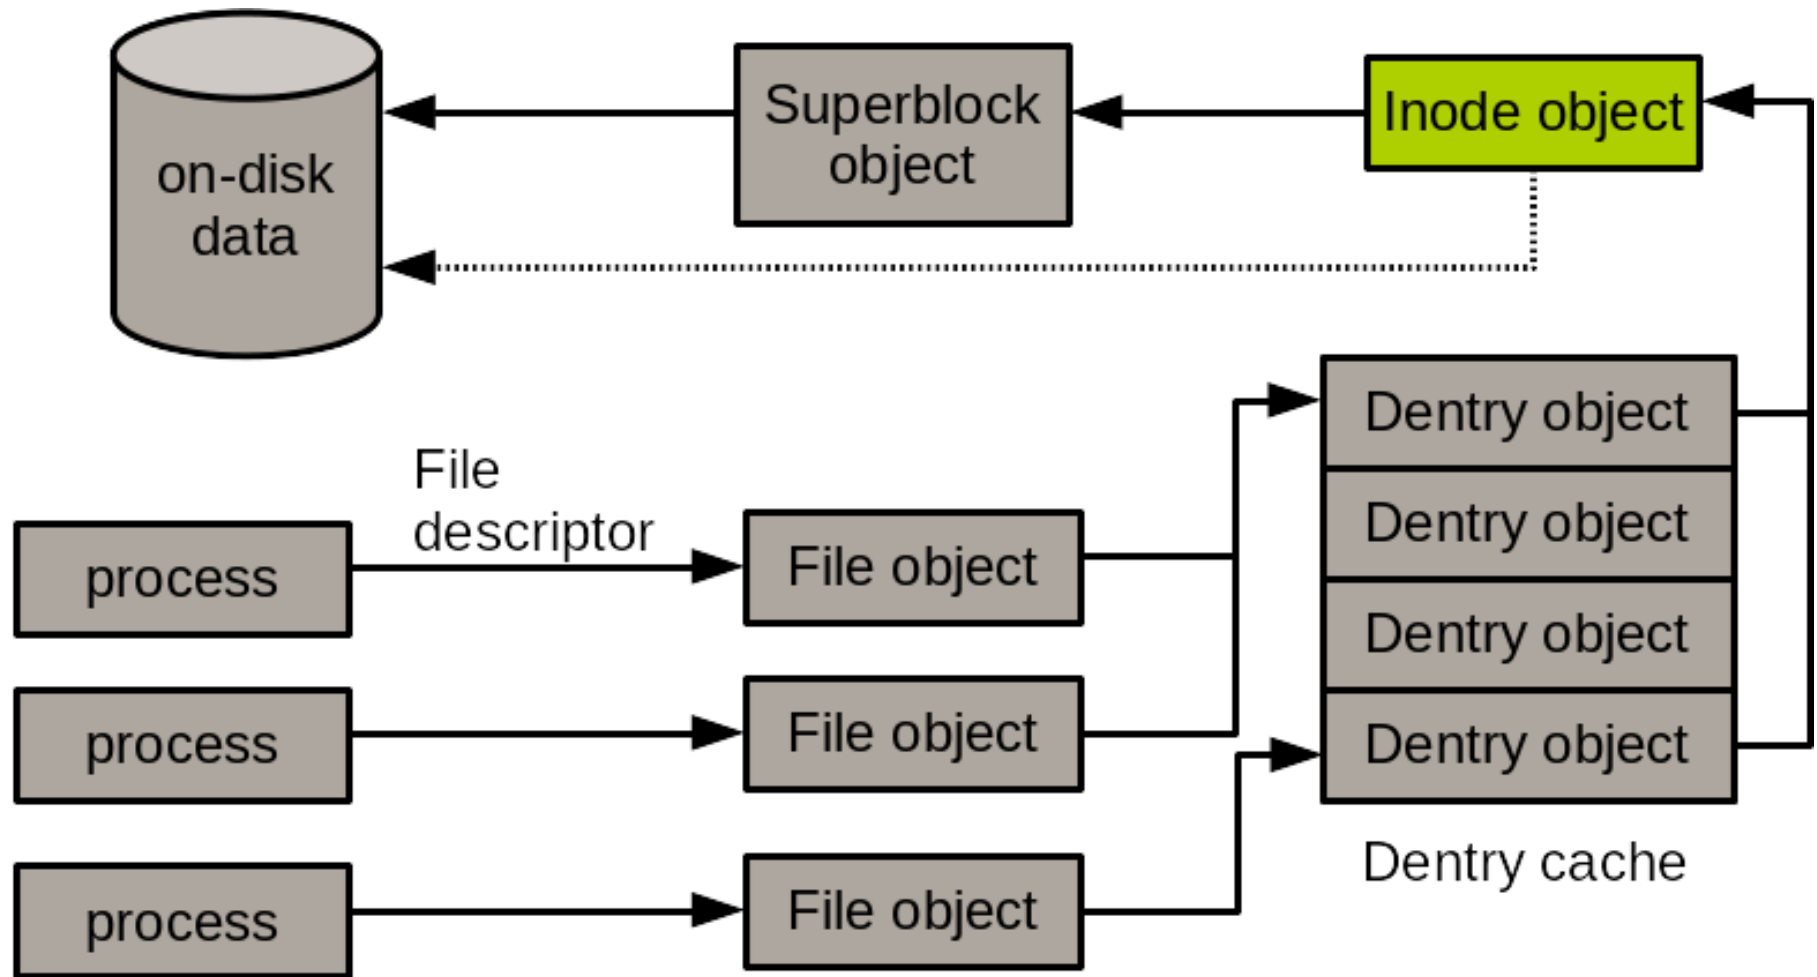 on-disk
data
Superblock
object
Inode object
File
descriptor
process
File object
process
File object
process
File object
Dentry object
Dentry object
Dentry object
Dentry object
Dentry cache